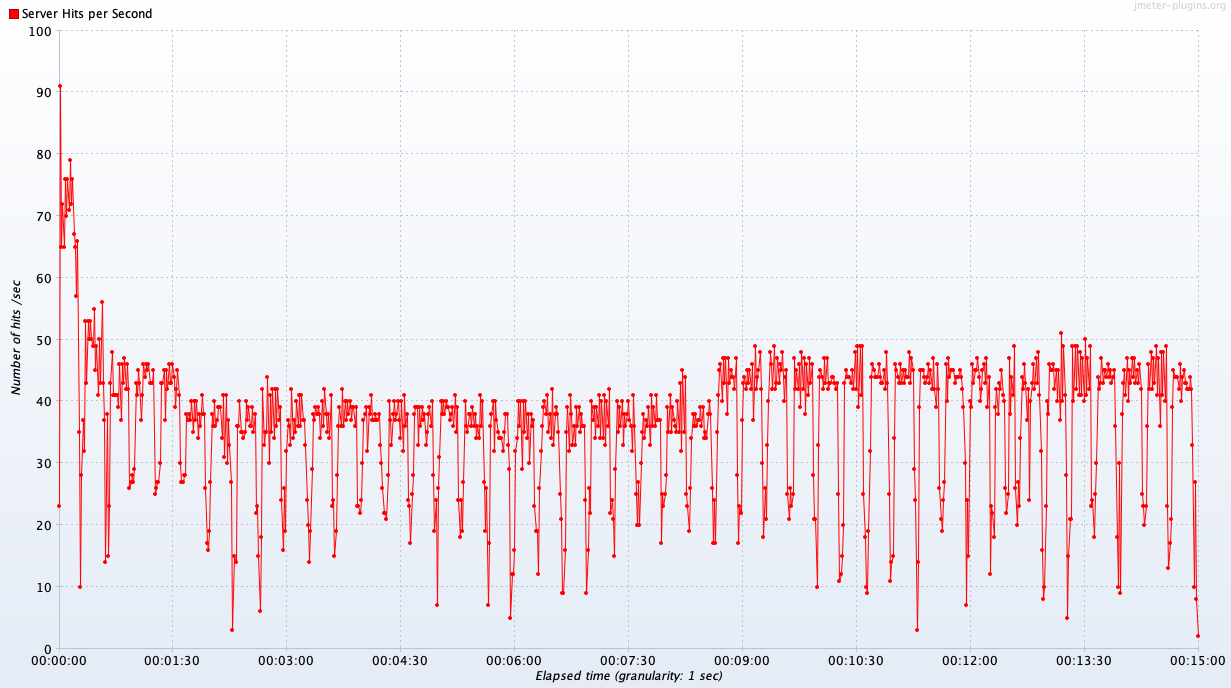 jmeter-plugins.org
Server Hits per Second
100
90
80
70
60
50
40
30
20
10
0
Number of hits /sec
00:00:00 00:01:30 00:03:00 00:04:30 00:06:00 00:07:30 00:09:00 00:10:30 00:12:00 00:13:30 00:15:00
Elapsed time (granularity: 1 sec)